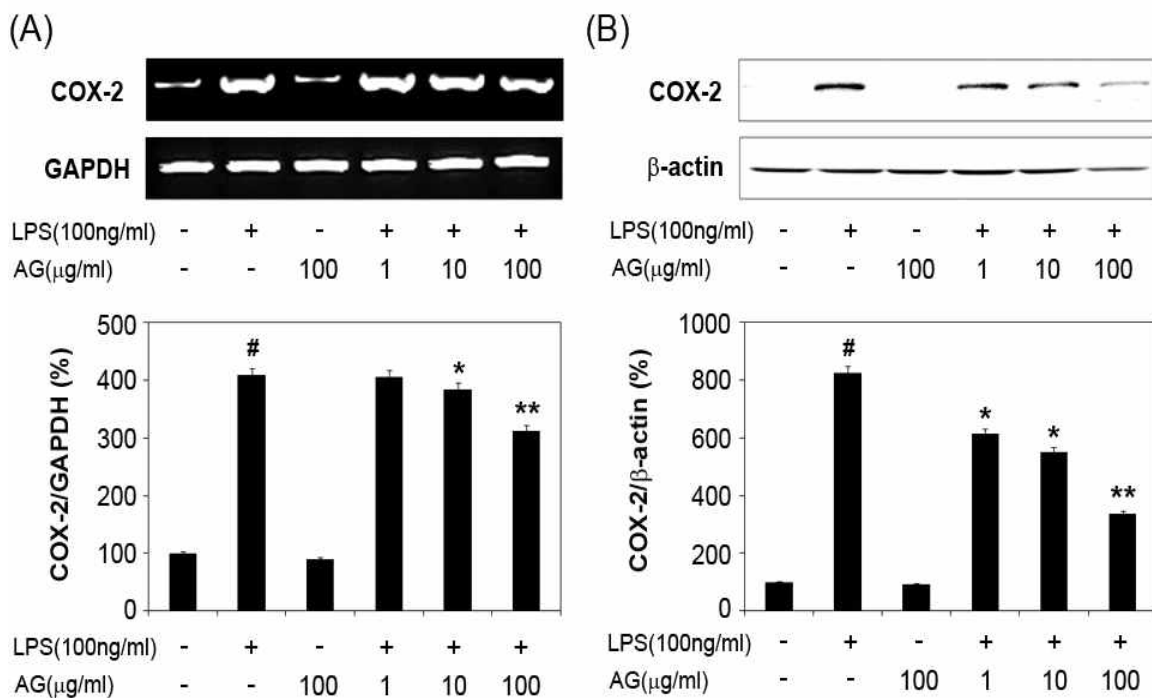 (A)
COX-2
GAPDH
LPS(100ng/ml) - + - + + +
AG(μg/ml) - - 100 1 10 100
COX-2/GAPDH (%)
500
400
300
200
100
0
# * **
LPS(100ng/ml) - + - + + +
AG(μg/ml) - - 100 1 10 100
(B)
COX-2
β-actin
LPS(100ng/ml) - + - + + +
AG(μg/ml) - - 100 1 10 100
COX-2/β-actin (%)
1000
800
600
400
200
0
# * * **
LPS(100ng/ml) - + - + + +
AG(μg/ml) - - 100 1 10 100